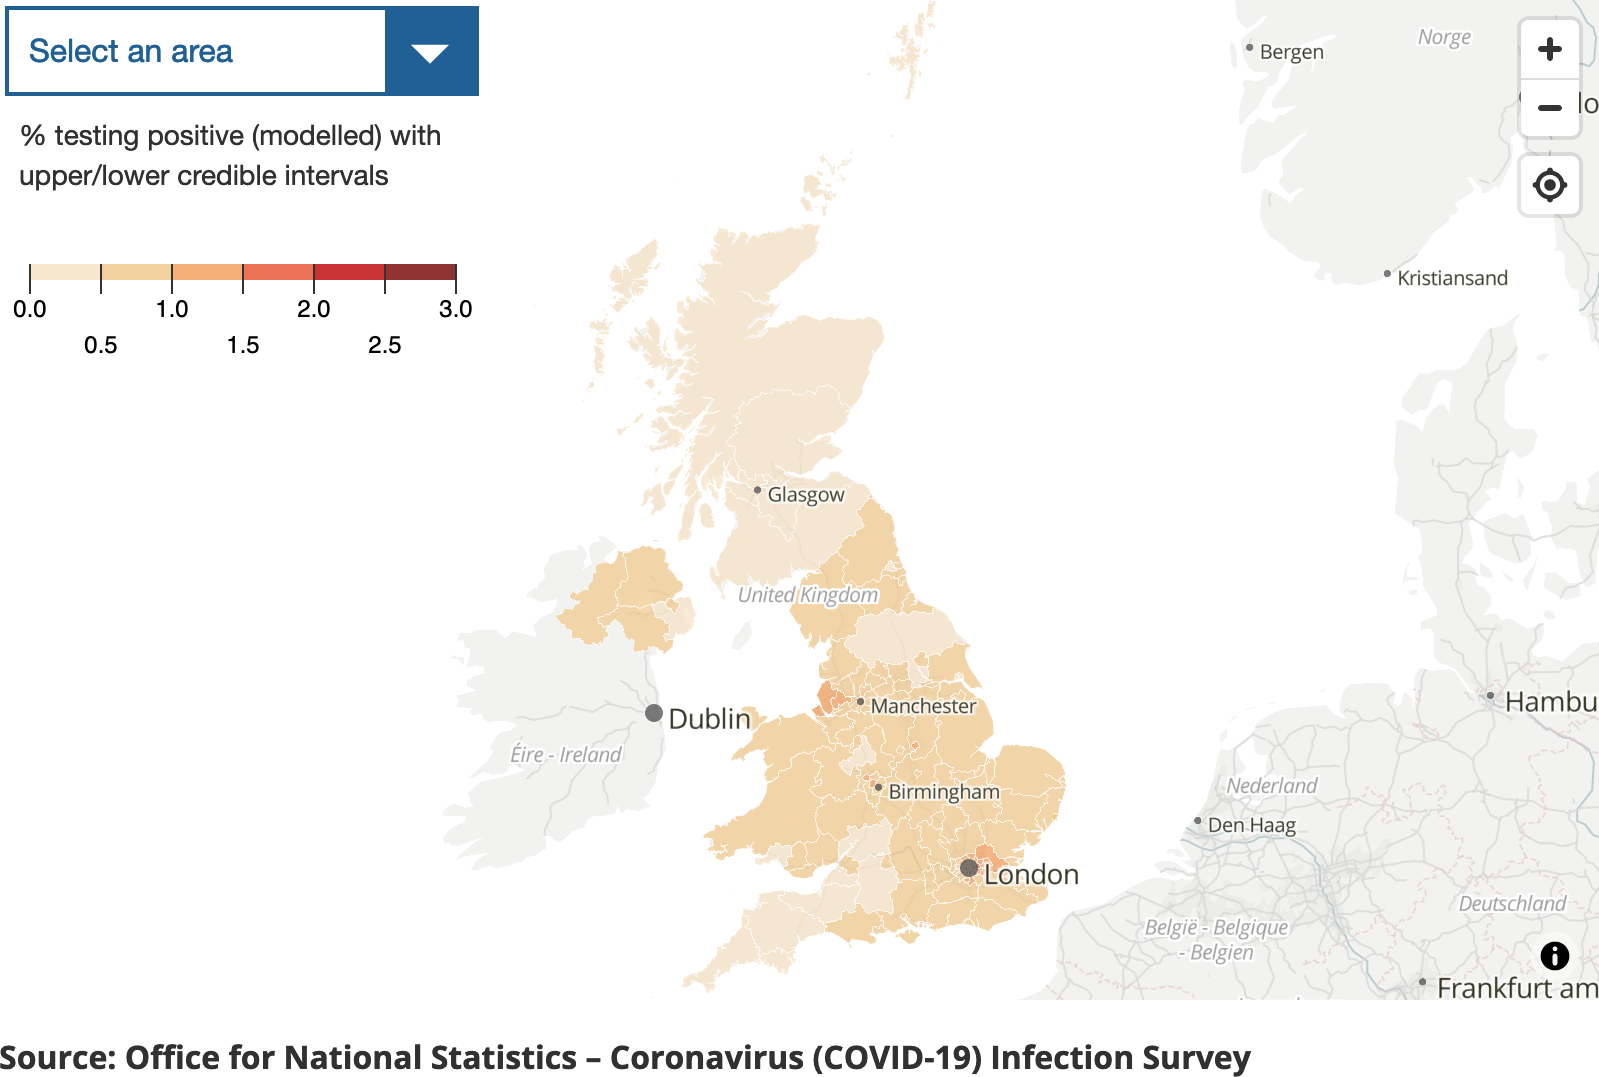 Select an area
% testing positive (modelled) with
upper/lower credible intervals
0.0 1.0 2.0 3.0
0.5 1.5 2.5
Bergen
Norge
Kristiansand
Glasgow
United Kingdom
Manchester
Hambu
Dublin
Éire - Ireland
Birmingham
Nederland
Den Haag
London
Deutschland
België - Belgique
- Belgien
Frankfurt am
Source: Office for National Statistics – Coronavirus (COVID-19) Infection Survey